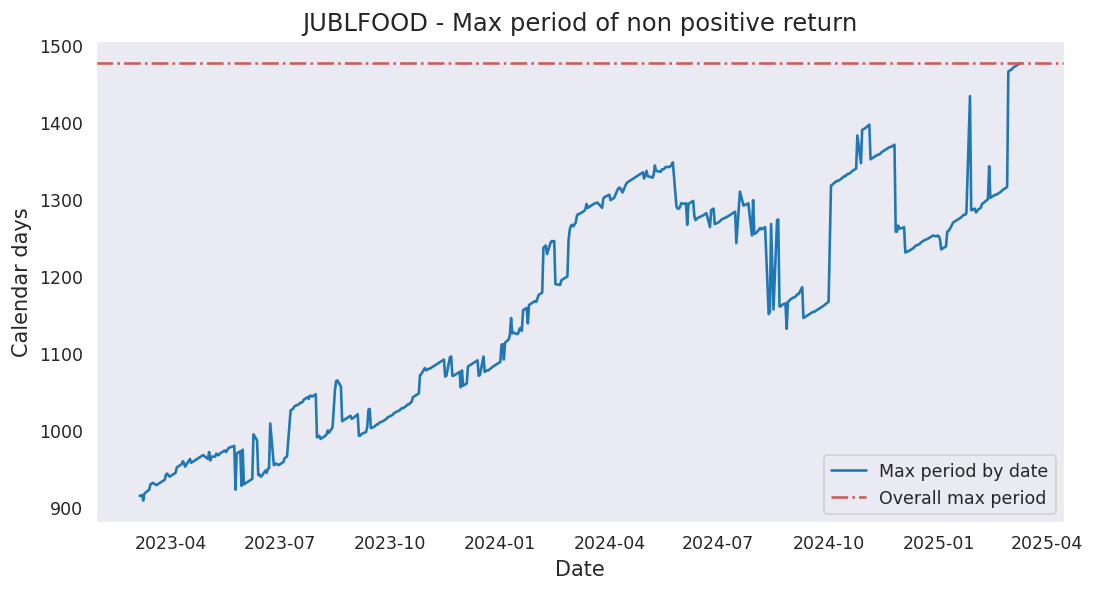 JUBLFOOD - Max period of non positive return
1500
1400
1300
1200
1100
1000
900
Calendar days
2023-04 2023-07 2023-10 2024-01 2024-04 2024-07 2024-10 2025-01 2025-04
Date
Max period by date
Overall max period